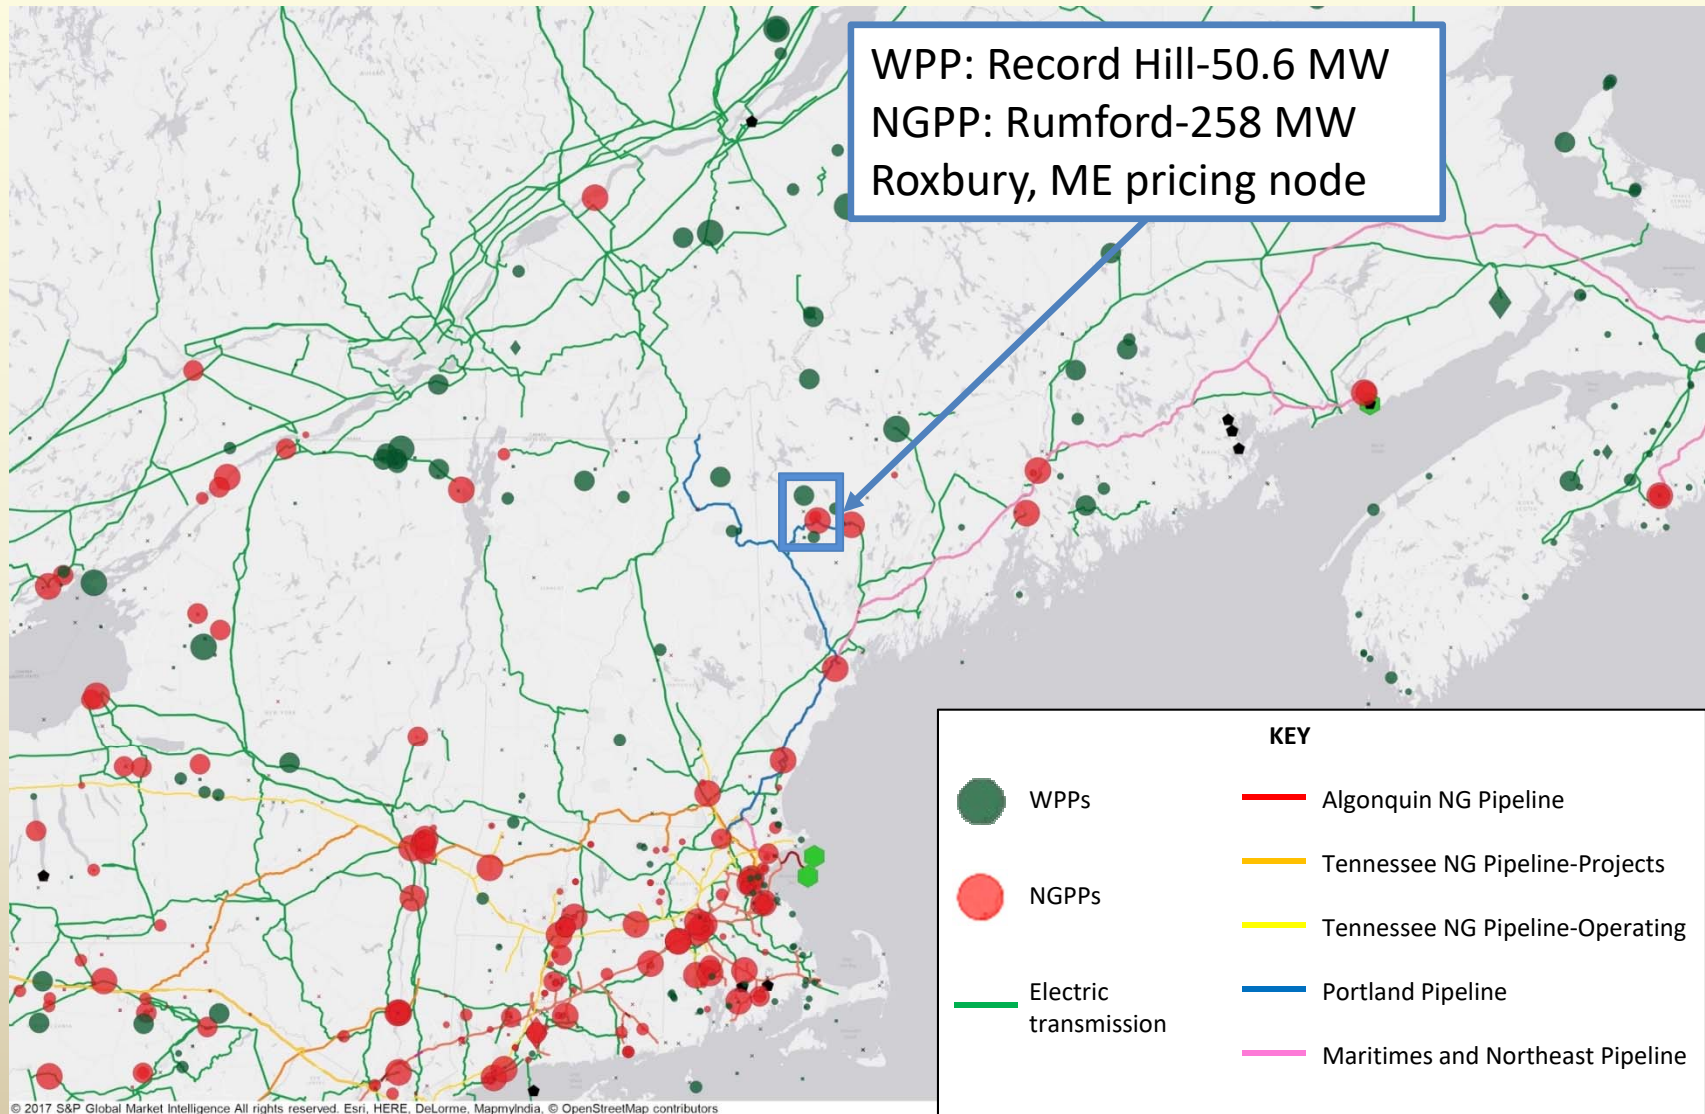 WPP: Record Hill-50.6 MW
NGPP: Rumford-258 MW
Roxbury, ME pricing node
KEY
WPPs
NGPPs
Electric
transmission
Algonquin NG Pipeline
Tennessee NG Pipeline-Projects
Tennessee NG Pipeline-Operating
Portland Pipeline
Maritimes and Northeast Pipeline
© 2017 S&P Global Market Intelligence All rights reserved. Esri, HERE, DeLorme, MapmyIndia, © OpenStreetMap contributors